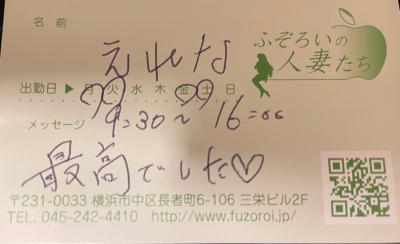 名 前
えれな
ふぞろいの
人妻たち
出勤日 ▶ 月 火 水 木 金 土 日
メッセージ
9:30〜16:00
最高でした♡
〒231-0033 横浜市中区長者町6-106 三栄ビル2F
TEL. 045-242-4410 http://www.fuzoroi.jp/